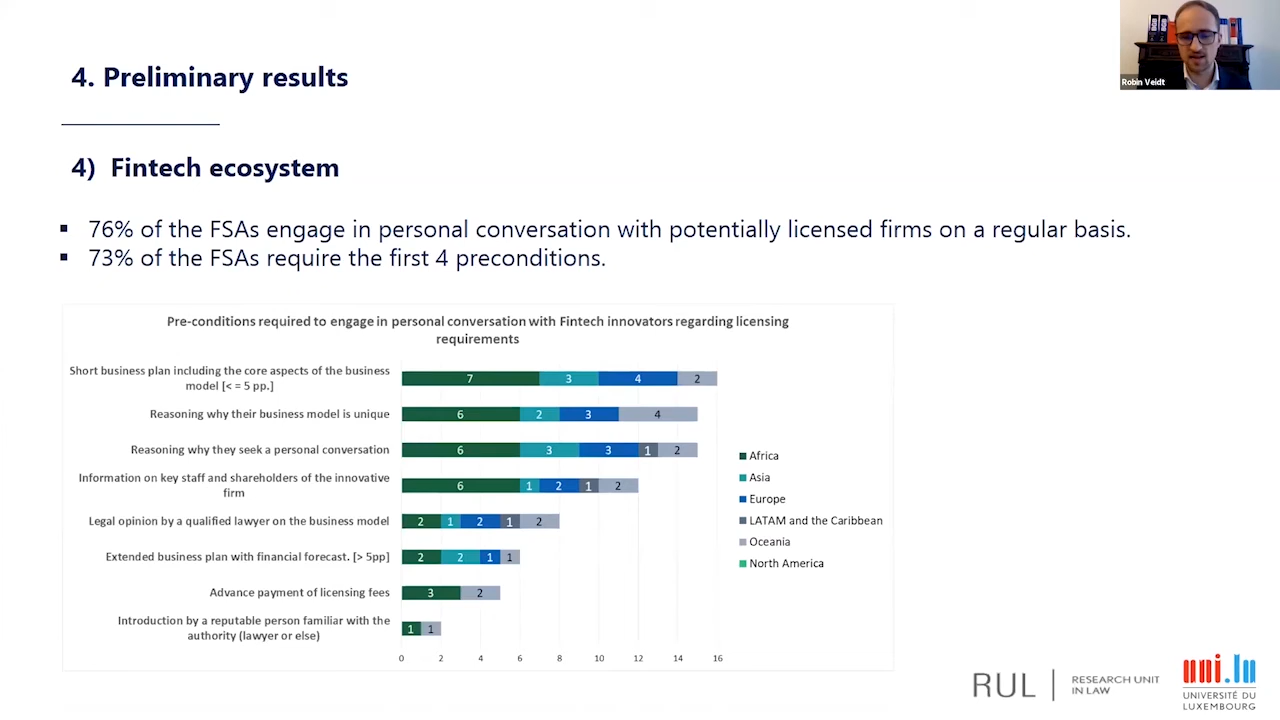 4. Preliminary results
Robin Veidt
4) Fintech ecosystem
▪ 76% of the FSAs engage in personal conversation with potentially licensed firms on a regular basis.
▪ 73% of the FSAs require the first 4 preconditions.
Pre-conditions required to engage in personal conversation with Fintech innovators regarding licensing
requirements
Short business plan including the core aspects of the business
model [< = 5 pp.]
7 3 4 2
Reasoning why their business model is unique
6 2 3 4
Reasoning why they seek a personal conversation
6 3 3 1 2
Information on key staff and shareholders of the innovative
firm
6 1 2 1 2
Legal opinion by a qualified lawyer on the business model
2 1 2 1 2
Extended business plan with financial forecast. [> 5pp]
2 2 1 1
Advance payment of licensing fees
3 2
Introduction by a reputable person familiar with the
authority (lawyer or else)
1 1
0 2 4 6 8 10 12 14 16
Africa
Asia
Europe
LATAM and the Caribbean
Oceania
North America
RUL
RESEARCH UNIT
IN LAW
uni.lu
UNIVERSITÉ DU
LUXEMBOURG